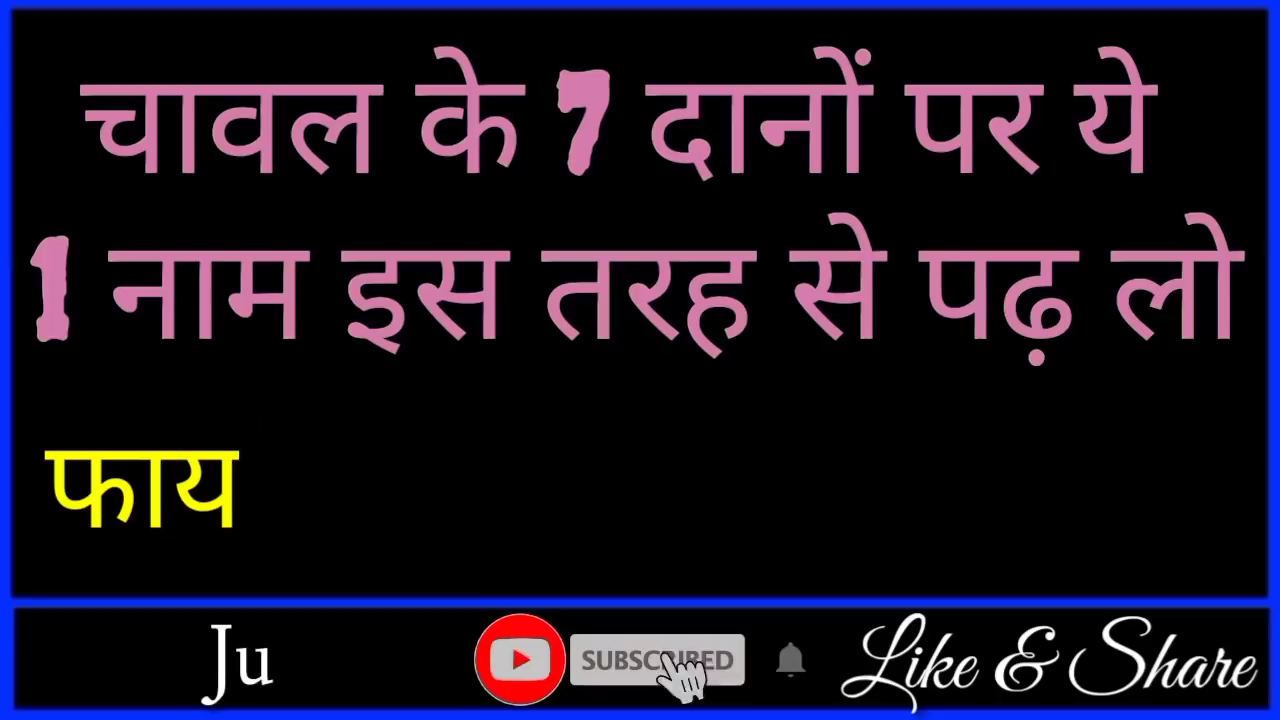 चावल के 7 दानों पर ये
1 नाम इस तरह से पढ़ लो
फाय
Ju
SUBSCRIBED
Like & Share